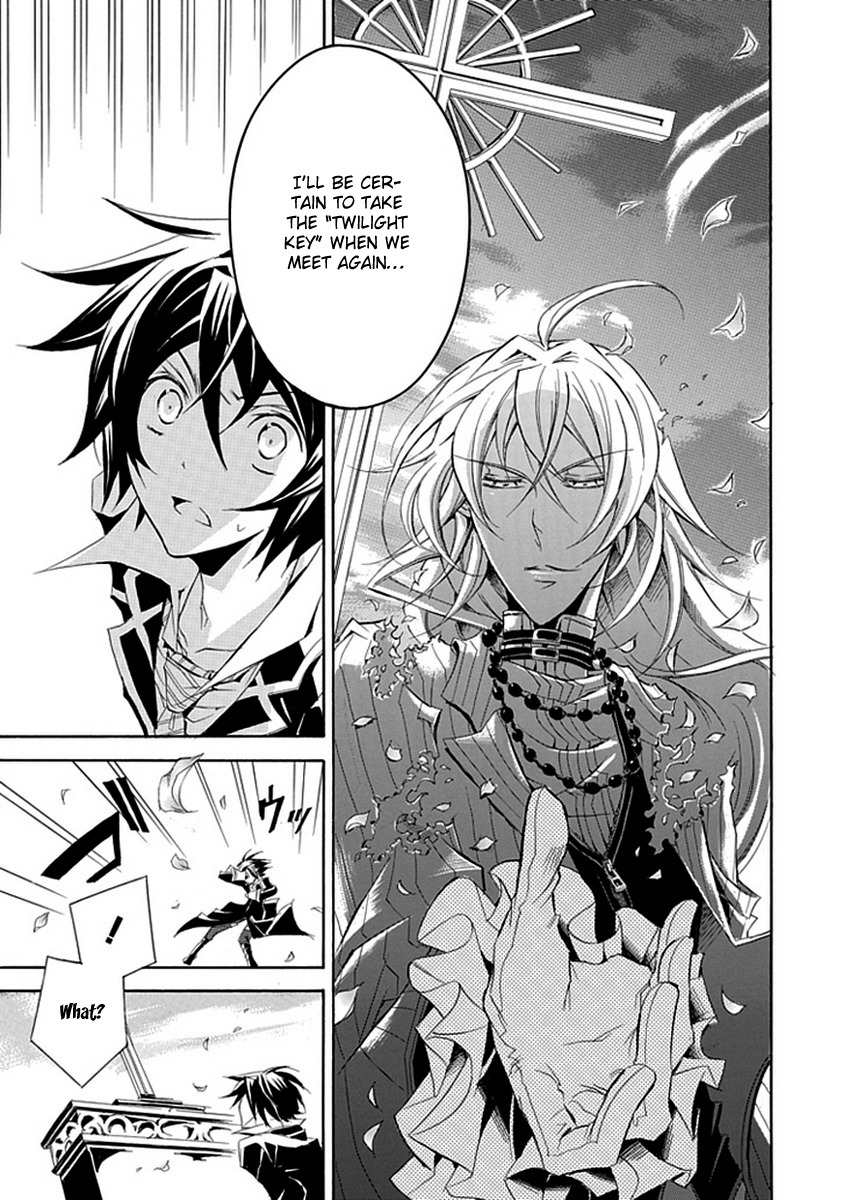 I'LL BE CER-
TAIN TO TAKE
THE "TWILIGHT
KEY" WHEN WE
MEET AGAIN...
ウッ
!
What?